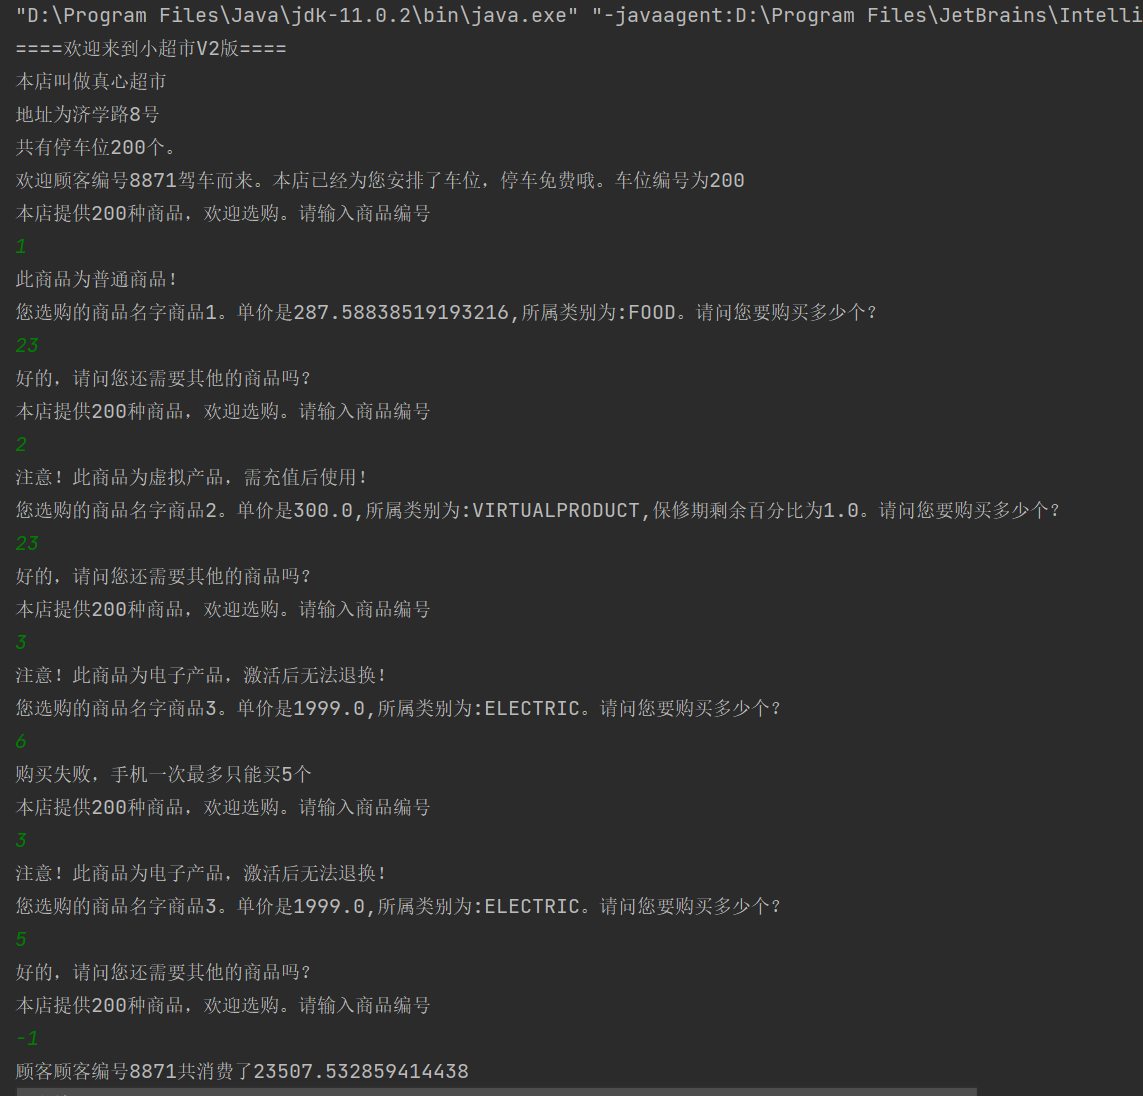 "D:\Program Files\Java\jdk-11.0.2\bin\java.exe" "-javaagent:D:\Program Files\JetBrains\Intelli
====欢迎来到小超市V2版====
本店叫做真心超市
地址为济学路8号
共有停车位200个。
欢迎顾客编号8871驾车而来。本店已经为您安排了车位，停车免费哦。车位编号为200
本店提供200种商品，欢迎选购。请输入商品编号
1
此商品为普通商品！
您选购的商品名字商品1。单价是287.58838519193216,所属类别为:FOOD。请问您要购买多少个？
23
好的，请问您还需要其他的商品吗？
本店提供200种商品，欢迎选购。请输入商品编号
2
注意！此商品为虚拟产品，需充值后使用！
您选购的商品名字商品2。单价是300.0,所属类别为:VIRTUALPRODUCT,保修期剩余百分比为1.0。请问您要购买多少个？
23
好的，请问您还需要其他的商品吗？
本店提供200种商品，欢迎选购。请输入商品编号
3
注意！此商品为电子产品，激活后无法退换！
您选购的商品名字商品3。单价是1999.0,所属类别为:ELECTRIC。请问您要购买多少个？
6
购买失败，手机一次最多只能买5个
本店提供200种商品，欢迎选购。请输入商品编号
3
注意！此商品为电子产品，激活后无法退换！
您选购的商品名字商品3。单价是1999.0,所属类别为:ELECTRIC。请问您要购买多少个？
5
好的，请问您还需要其他的商品吗？
本店提供200种商品，欢迎选购。请输入商品编号
-1
顾客顾客编号8871共消费了23507.532859414438